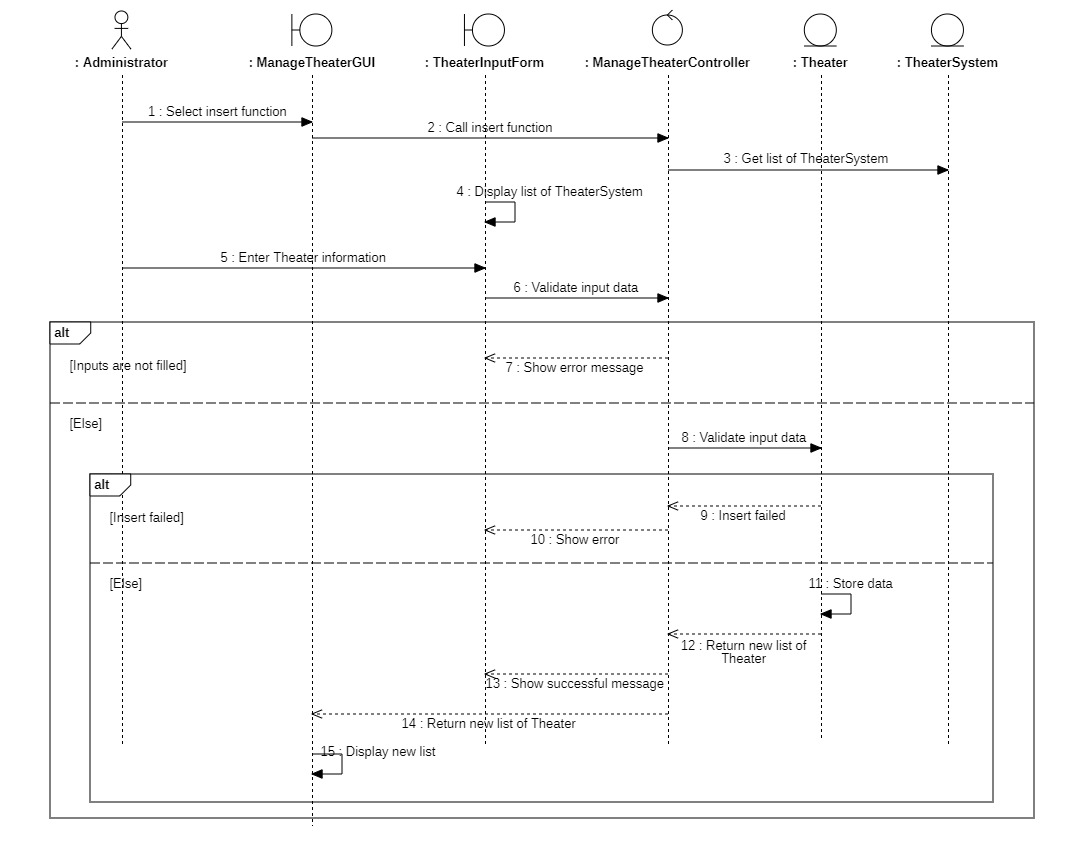 : Administrator
: ManageTheaterGUI
: TheaterInputForm
: ManageTheaterController
: Theater
: TheaterSystem
1 : Select insert function
2 : Call insert function
3 : Get list of TheaterSystem
4 : Display list of TheaterSystem
5 : Enter Theater information
6 : Validate input data
alt
[Inputs are not filled]
7 : Show error message
[Else]
8 : Validate input data
alt
[Insert failed]
9 : Insert failed
10 : Show error
[Else]
11 : Store data
12 : Return new list of
Theater
13 : Show successful message
14 : Return new list of Theater
15 : Display new list